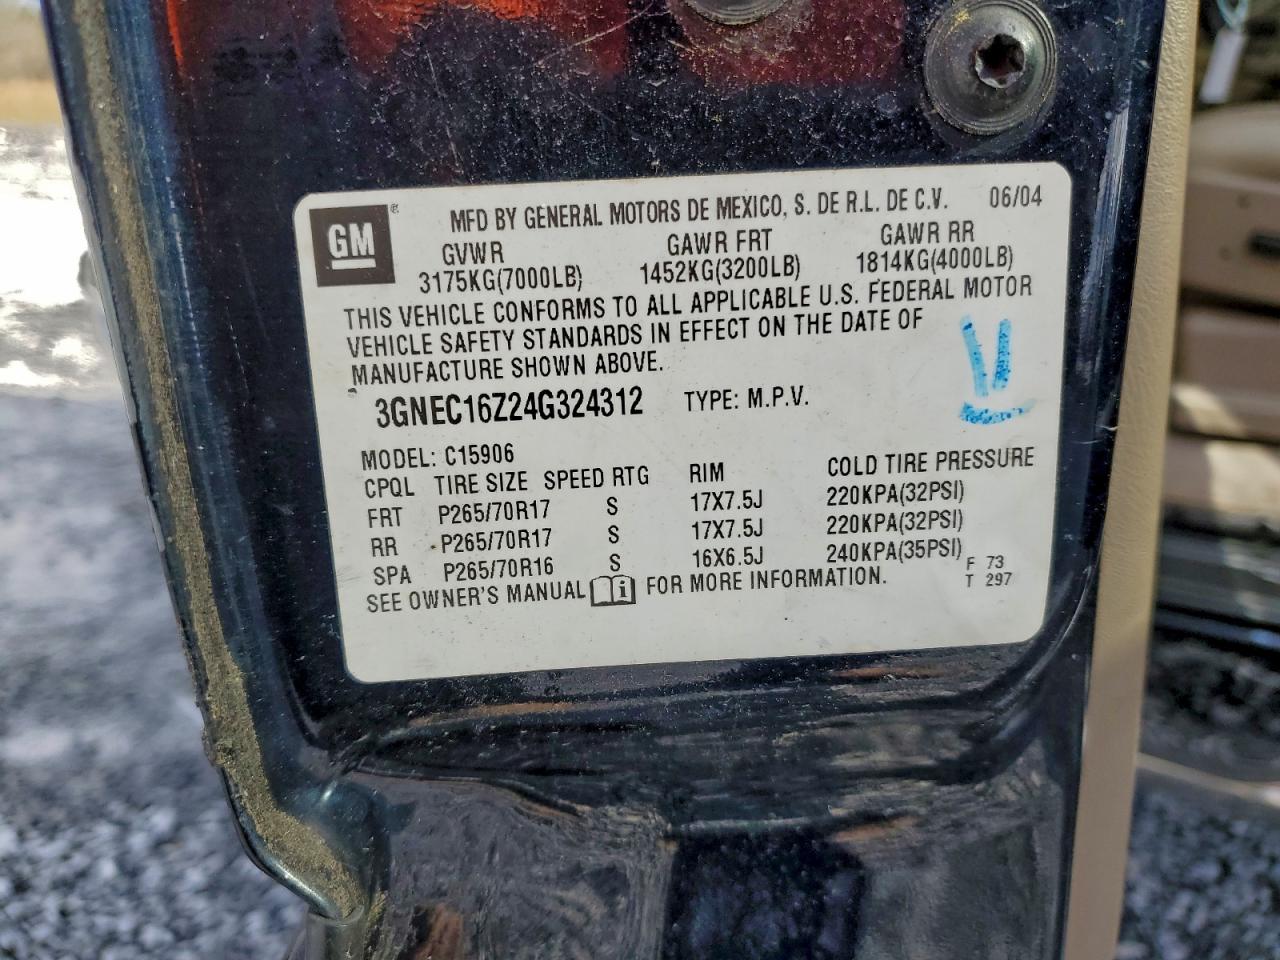 GM ®
MFD BY GENERAL MOTORS DE MEXICO, S. DE R.L. DE C.V. 06/04
GVWR GAWR FRT GAWR RR
3175KG(7000LB) 1452KG(3200LB) 1814KG(4000LB)
THIS VEHICLE CONFORMS TO ALL APPLICABLE U.S. FEDERAL MOTOR
VEHICLE SAFETY STANDARDS IN EFFECT ON THE DATE OF
MANUFACTURE SHOWN ABOVE.
3GNEC16Z24G324312 TYPE: M.P.V.
MODEL: C15906
CPQL TIRE SIZE SPEED RTG RIM COLD TIRE PRESSURE
FRT P265/70R17 S 17X7.5J 220KPA(32PSI)
RR P265/70R17 S 17X7.5J 220KPA(32PSI)
SPA P265/70R16 S 16X6.5J 240KPA(35PSI)
SEE OWNER'S MANUAL i FOR MORE INFORMATION.
F 73
T 297